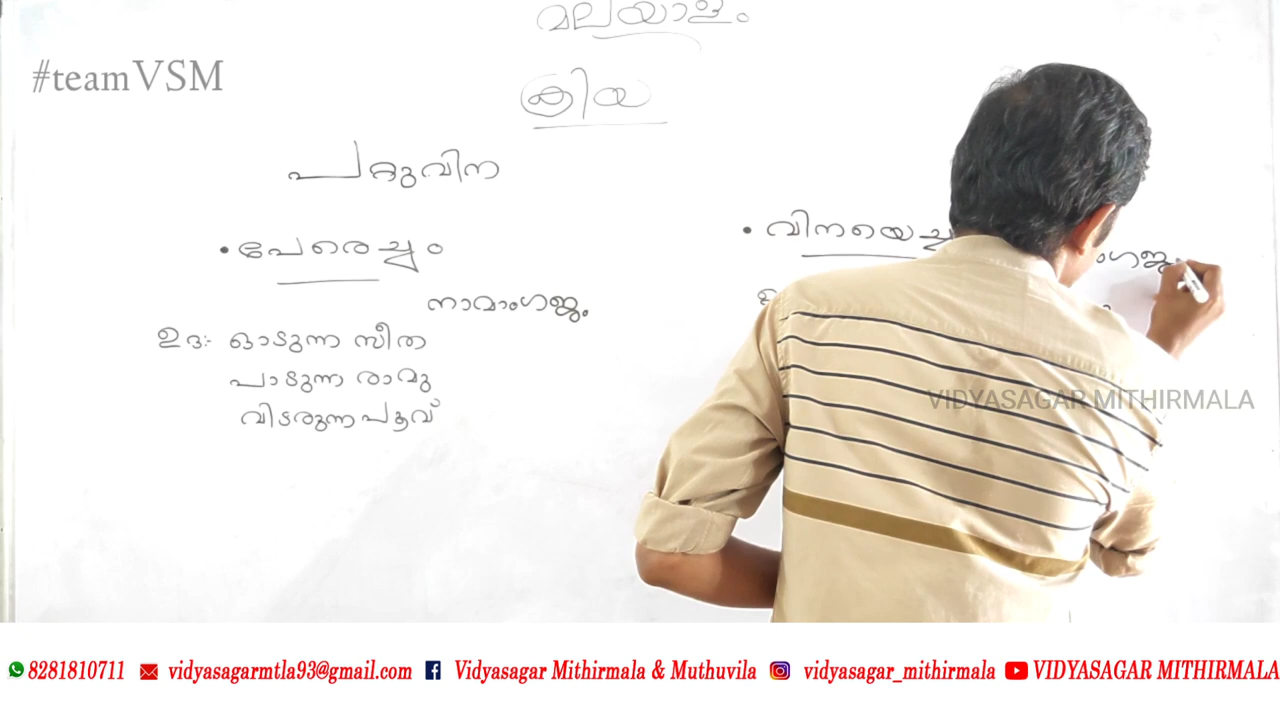 മലയാളം
#teamVSM
ക്രിയ
പറ്റുവിന
• പേരെച്ചം
• വിനയെച്ച
നാമാംഗജം
ംഗജം
ഉദാഃ ഓടുന്ന സീത
പാടുന്ന രാമു
വിടരുന്ന പൂവ്
VIDYASAGAR MITHIRMALA
8281810711 vidyasagarmtla93@gmail.com Vidyasagar Mithirmala & Muthuvila vidyasagar_mithirmala VIDYASAGAR MITHIRMALA